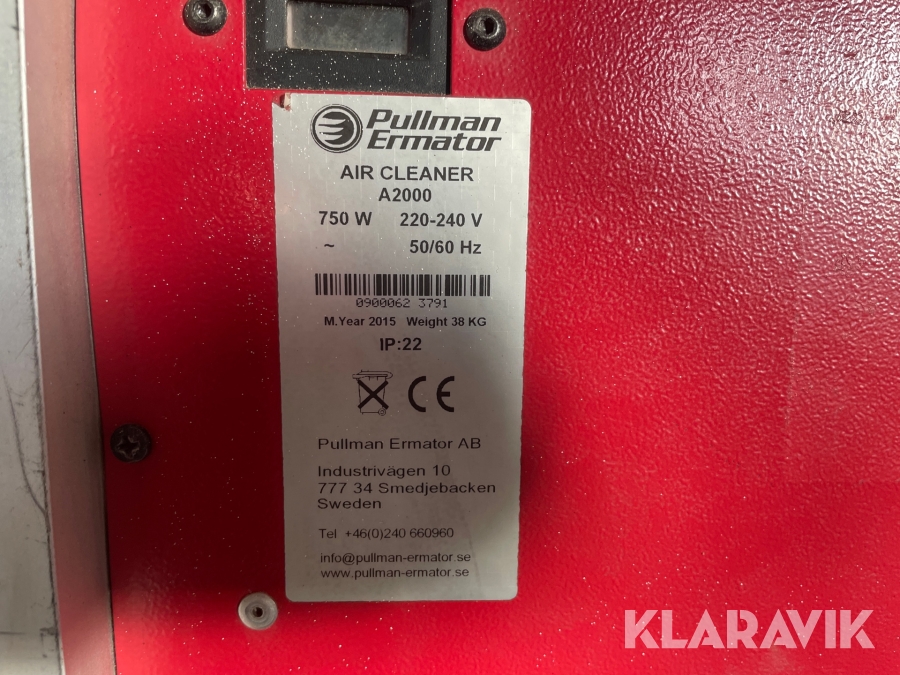 Pullman
Ermator
AIR CLEANER
A2000
750 W 220-240 V
~ 50/60 Hz
0900062 3791
M.Year 2015 Weight 38 KG
IP:22
CE
Pullman Ermator AB
Industrivägen 10
777 34 Smedjebacken
Sweden
Tel +46(0)240 660960
info@pullman-ermator.se
www.pullman-ermator.se
KLARAVIK